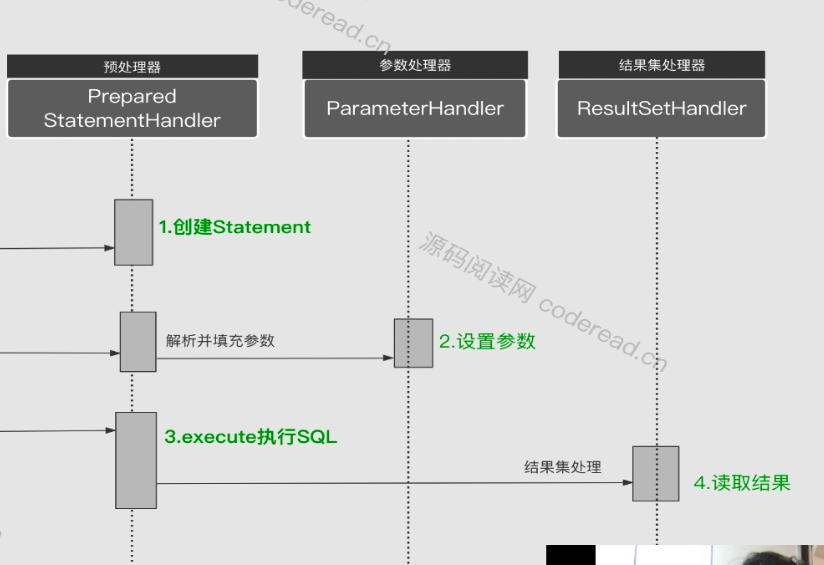 coderead.cn
预处理器
参数处理器
结果集处理器
Prepared
StatementHandler
ParameterHandler
ResultSetHandler
1.创建Statement
源码阅读网 coderead.cn
解析并填充参数
2.设置参数
3.execute执行SQL
结果集处理
4.读取结果